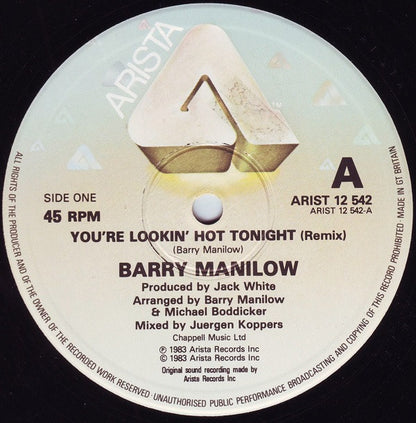 ARISTA
TM
SIDE ONE
45 RPM
A
ARIST 12 542
ARIST 12 542-A
YOU'RE LOOKIN' HOT TONIGHT (Remix)
(Barry Manilow)
BARRY MANILOW
Produced by Jack White
Arranged by Barry Manilow
& Michael Boddicker
Mixed by Juergen Koppers
Chappell Music Ltd
℗ 1983 Arista Records Inc
© 1983 Arista Records Inc
Original sound recording made by
Arista Records Inc
ALL RIGHTS OF THE PRODUCER AND OF THE OWNER OF THE RECORDED WORK RESERVED UNAUTHORISED PUBLIC PERFORMANCE BROADCASTING AND COPYING OF THIS RECORD PROHIBITED MADE IN GT BRITAIN